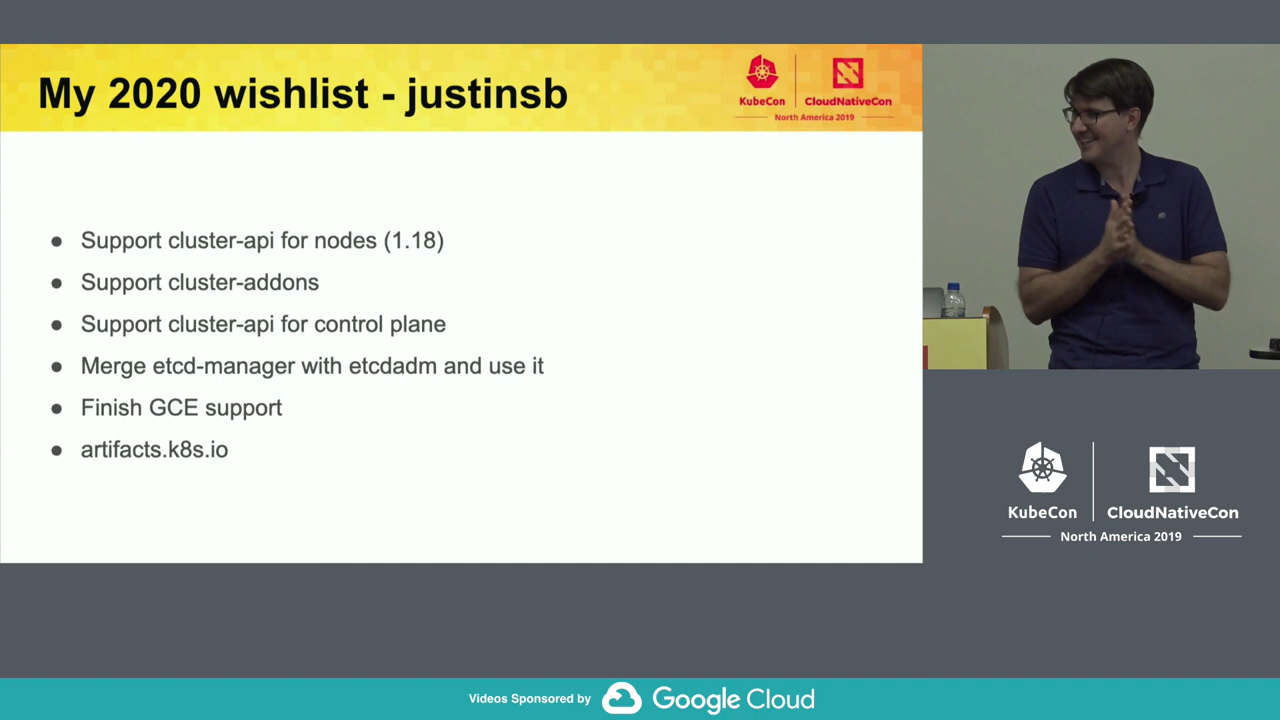 My 2020 wishlist - justinsb
KubeCon
CloudNativeCon
North America 2019
● Support cluster-api for nodes (1.18)
● Support cluster-addons
● Support cluster-api for control plane
● Merge etcd-manager with etcdadm and use it
● Finish GCE support
● artifacts.k8s.io
KubeCon
CloudNativeCon
North America 2019
Videos Sponsored by Google Cloud